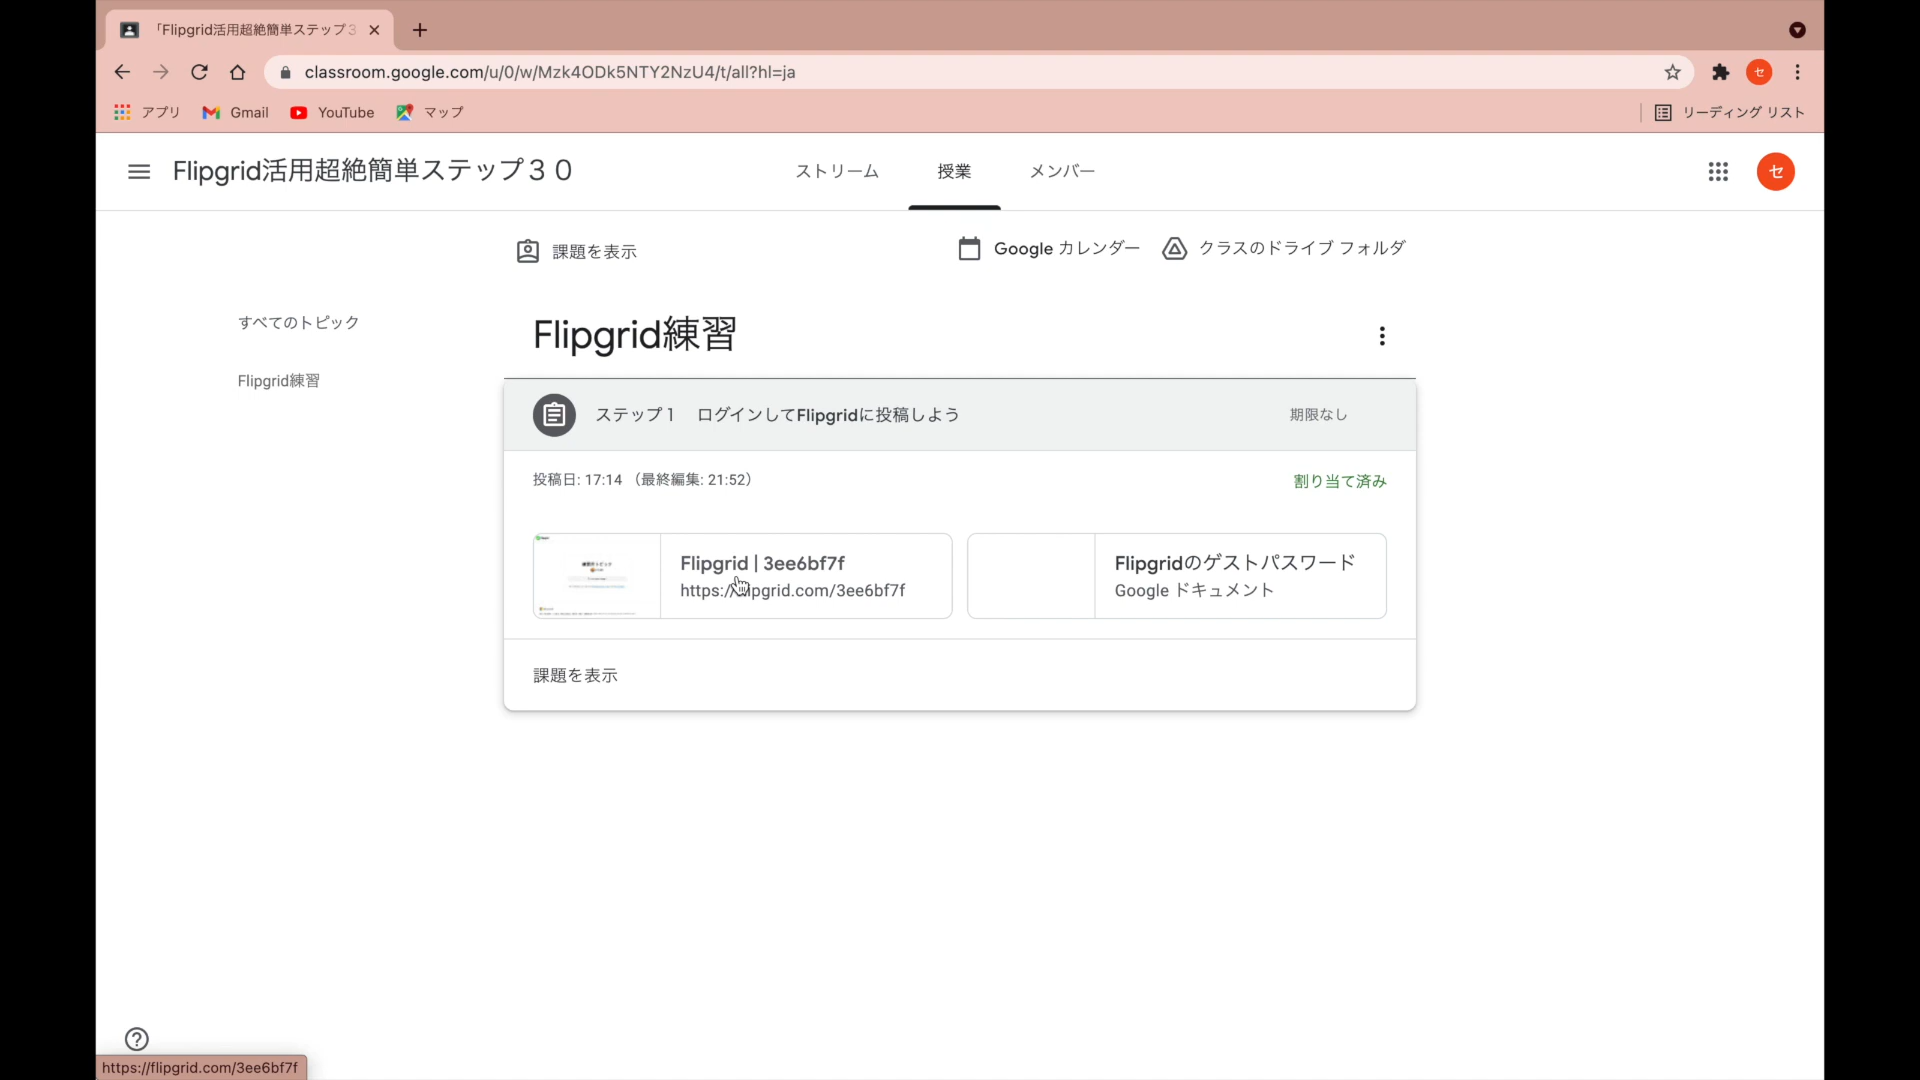 「Flipgrid活用超絶簡単ステップ3
classroom.google.com/u/0/w/Mzk4ODk5NTY2NzU4/t/all?hl=ja
セ
アプリ
Gmail
YouTube
マップ
リーディング リスト
Flipgrid活用超絶簡単ステップ３０
ストリーム
授業
メンバー
セ
課題を表示
Google カレンダー
クラスのドライブ フォルダ
すべてのトピック
Flipgrid練習
Flipgrid練習
ステップ１　ログインしてFlipgridに投稿しよう
期限なし
投稿日: 17:14 （最終編集: 21:52）
割り当て済み
Flipgrid | 3ee6bf7f
https://flipgrid.com/3ee6bf7f
Flipgridのゲストパスワード
Google ドキュメント
課題を表示
https://flipgrid.com/3ee6bf7f